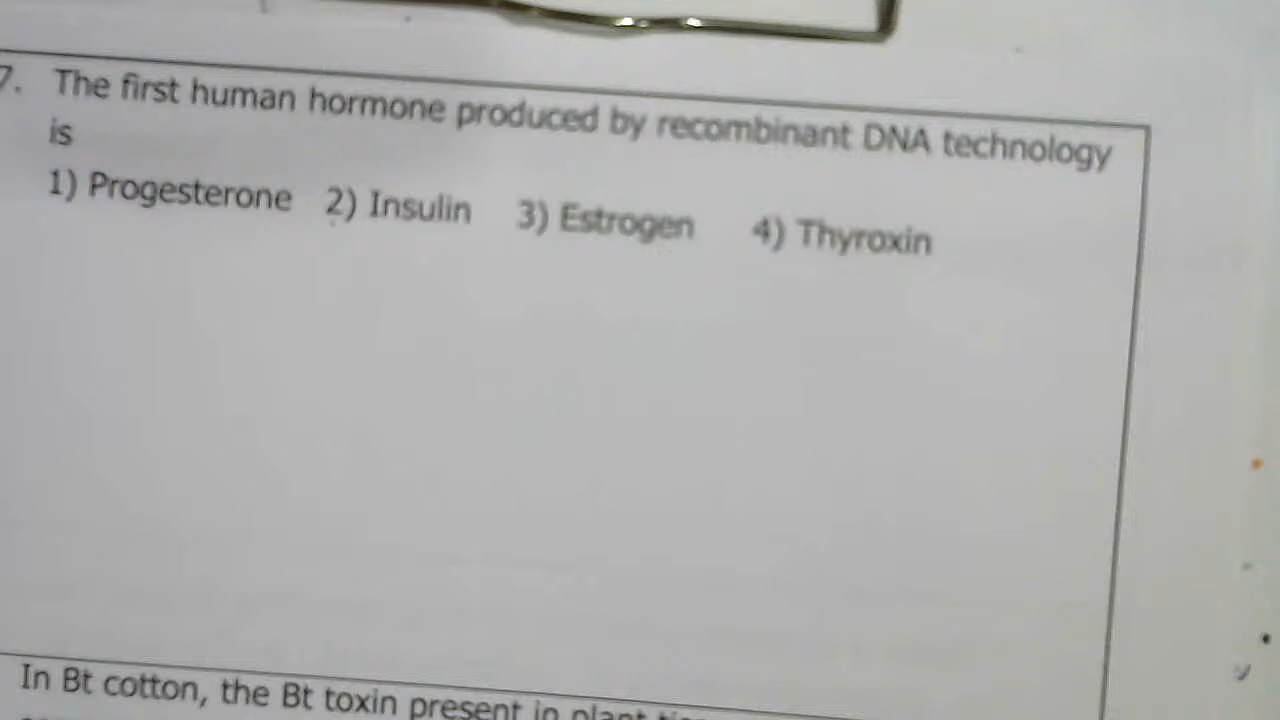 7. The first human hormone produced by recombinant DNA technology
is
1) Progesterone 2) Insulin 3) Estrogen 4) Thyroxin
In Bt cotton, the Bt toxin present in plant